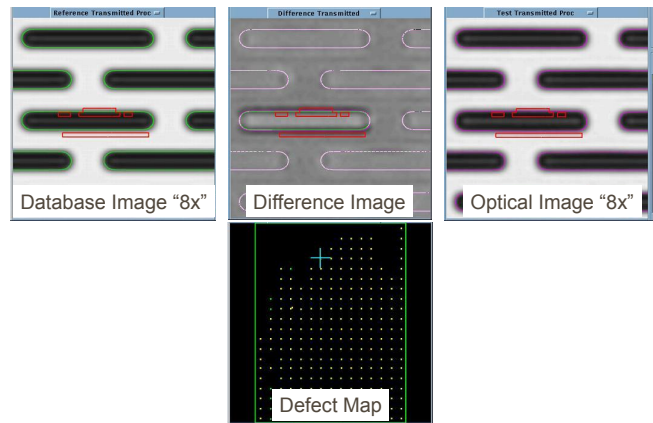 Reference Transmitted Proc
Difference Transmitted
Test Transmitted Proc
Database Image “8x”
Difference Image
Optical Image “8x”
Defect Map